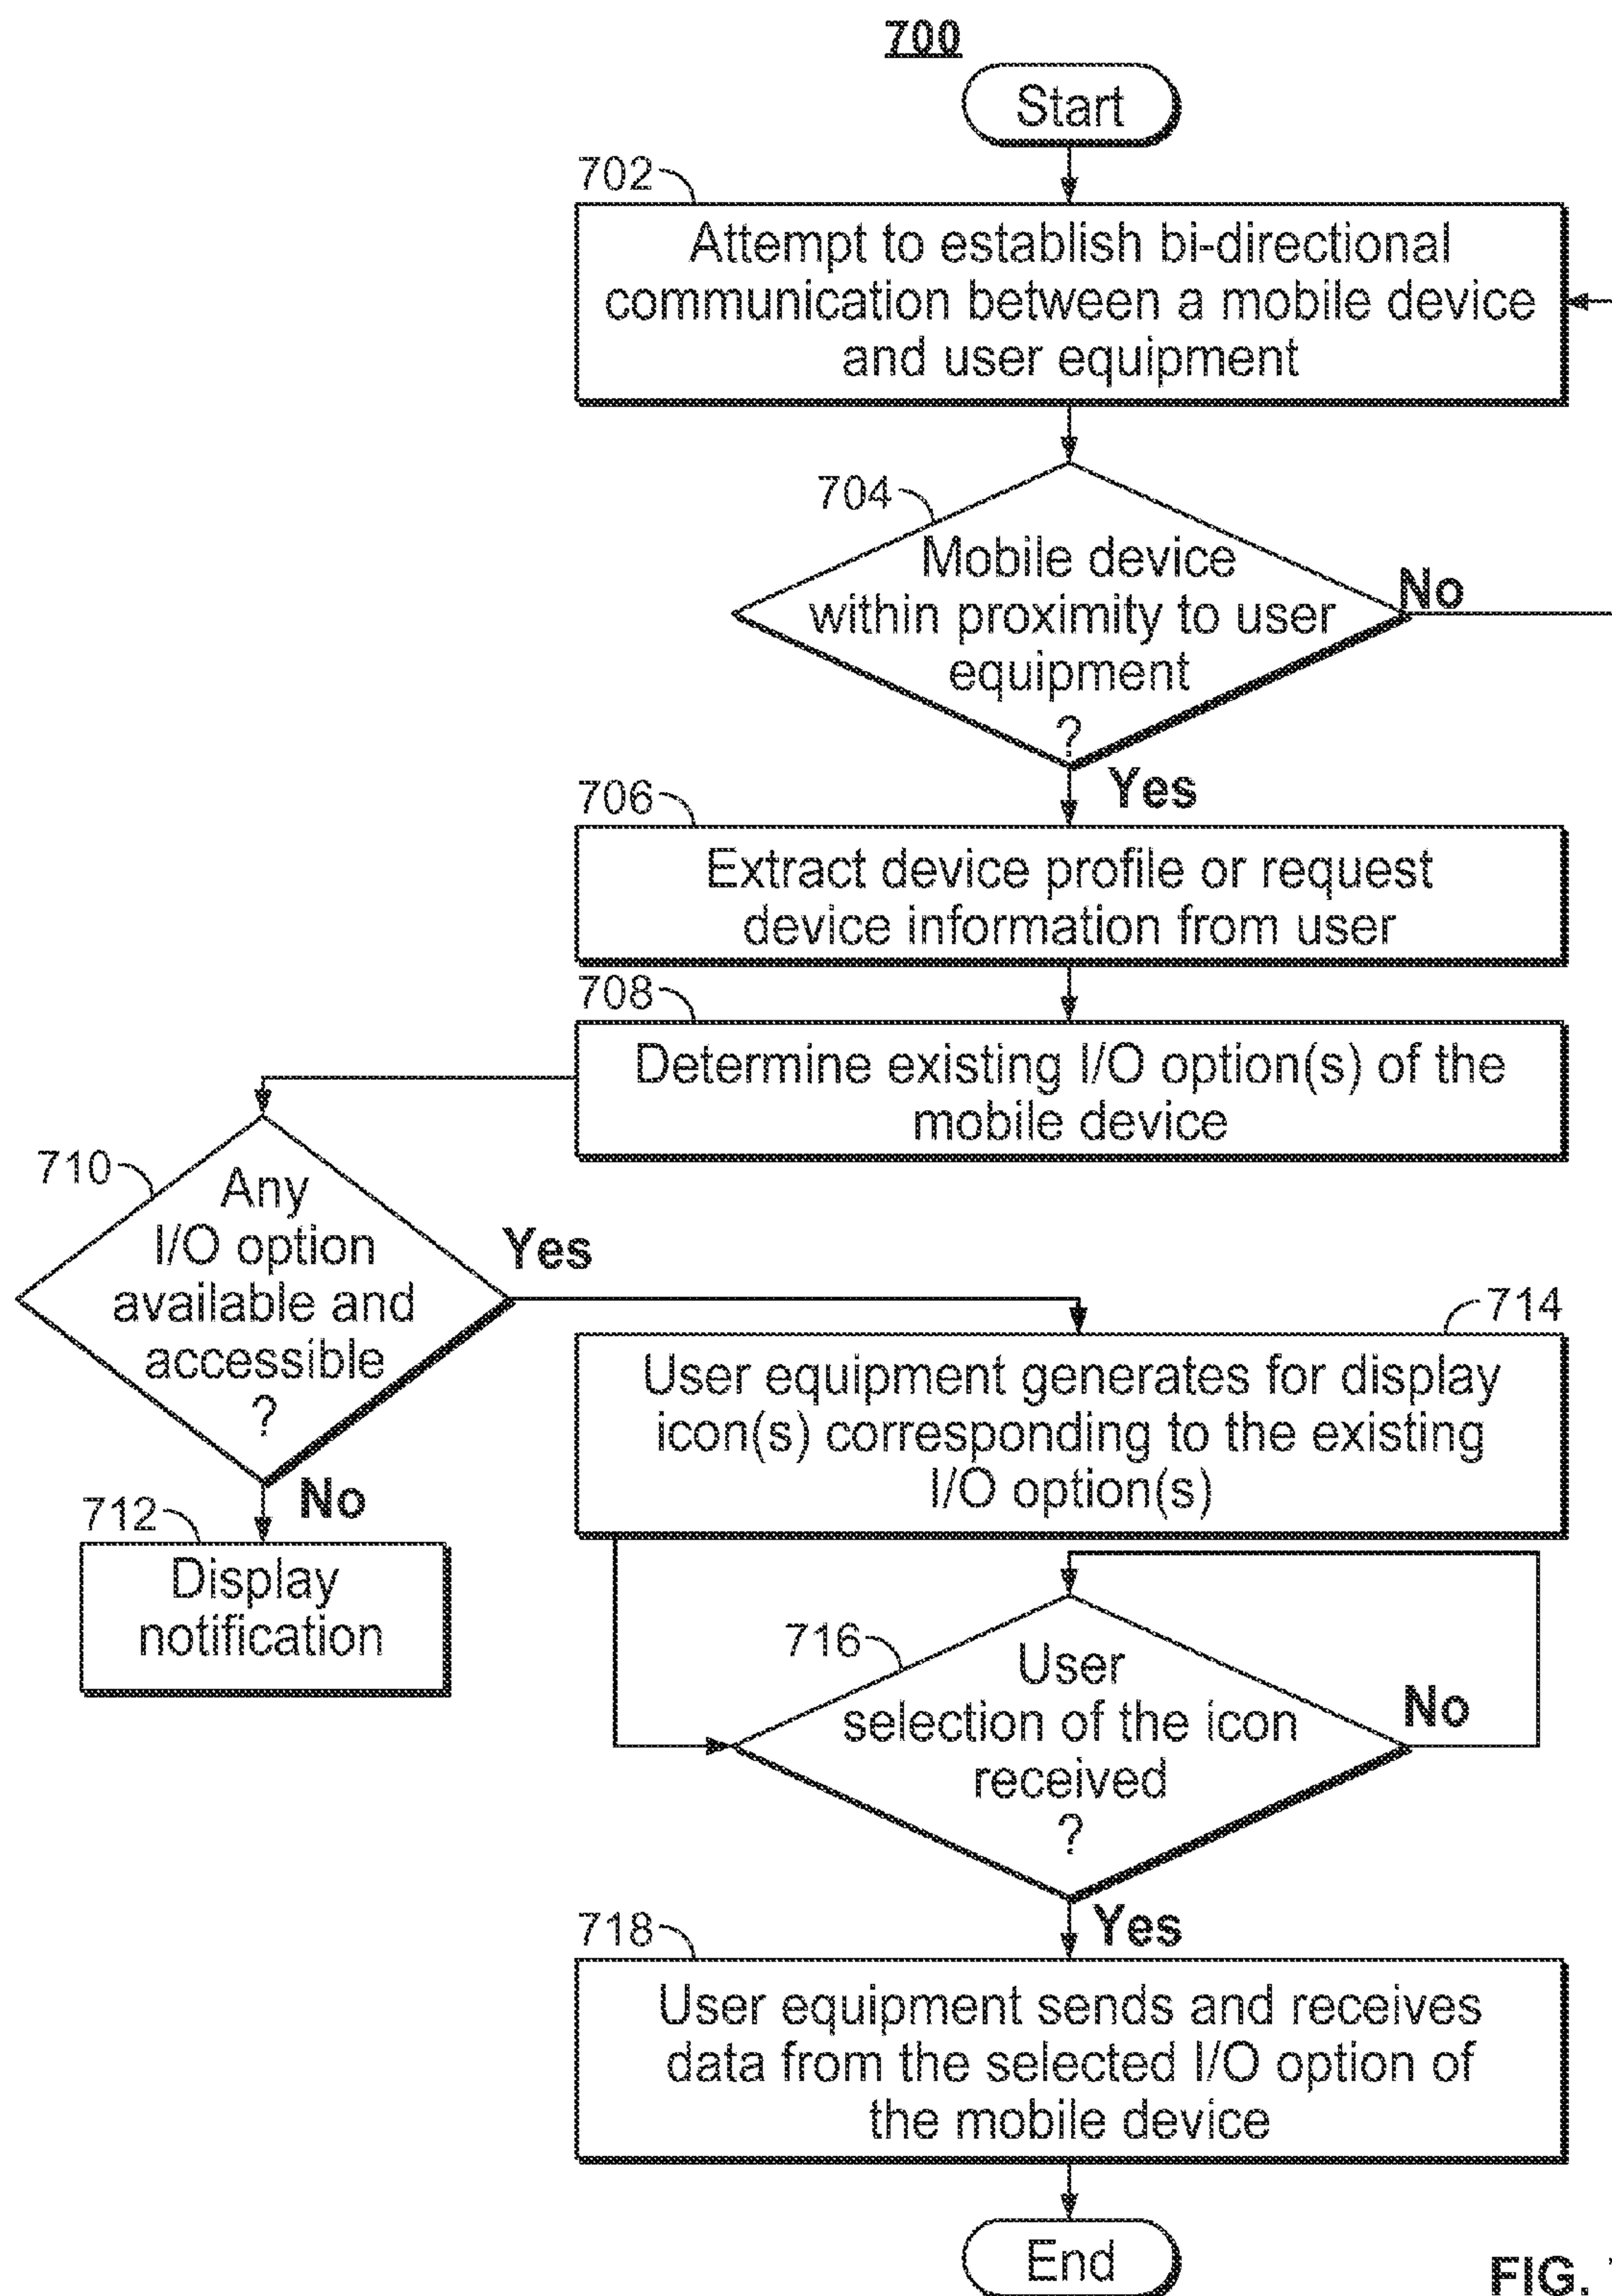 700
Start
702
Attempt to establish bi-directional
communication between a mobile device
and user equipment
704
Mobile device
within proximity to user
equipment
?
No
Yes
706
Extract device profile or request
device information from user
708
Determine existing I/O option(s) of the
mobile device
710
Any
I/O option
available and
accessible
?
Yes
No
712
Display
notification
714
User equipment generates for display
icon(s) corresponding to the existing
I/O option(s)
716
User
selection of the icon
received
?
No
Yes
718
User equipment sends and receives
data from the selected I/O option of
the mobile device
End
FIG.